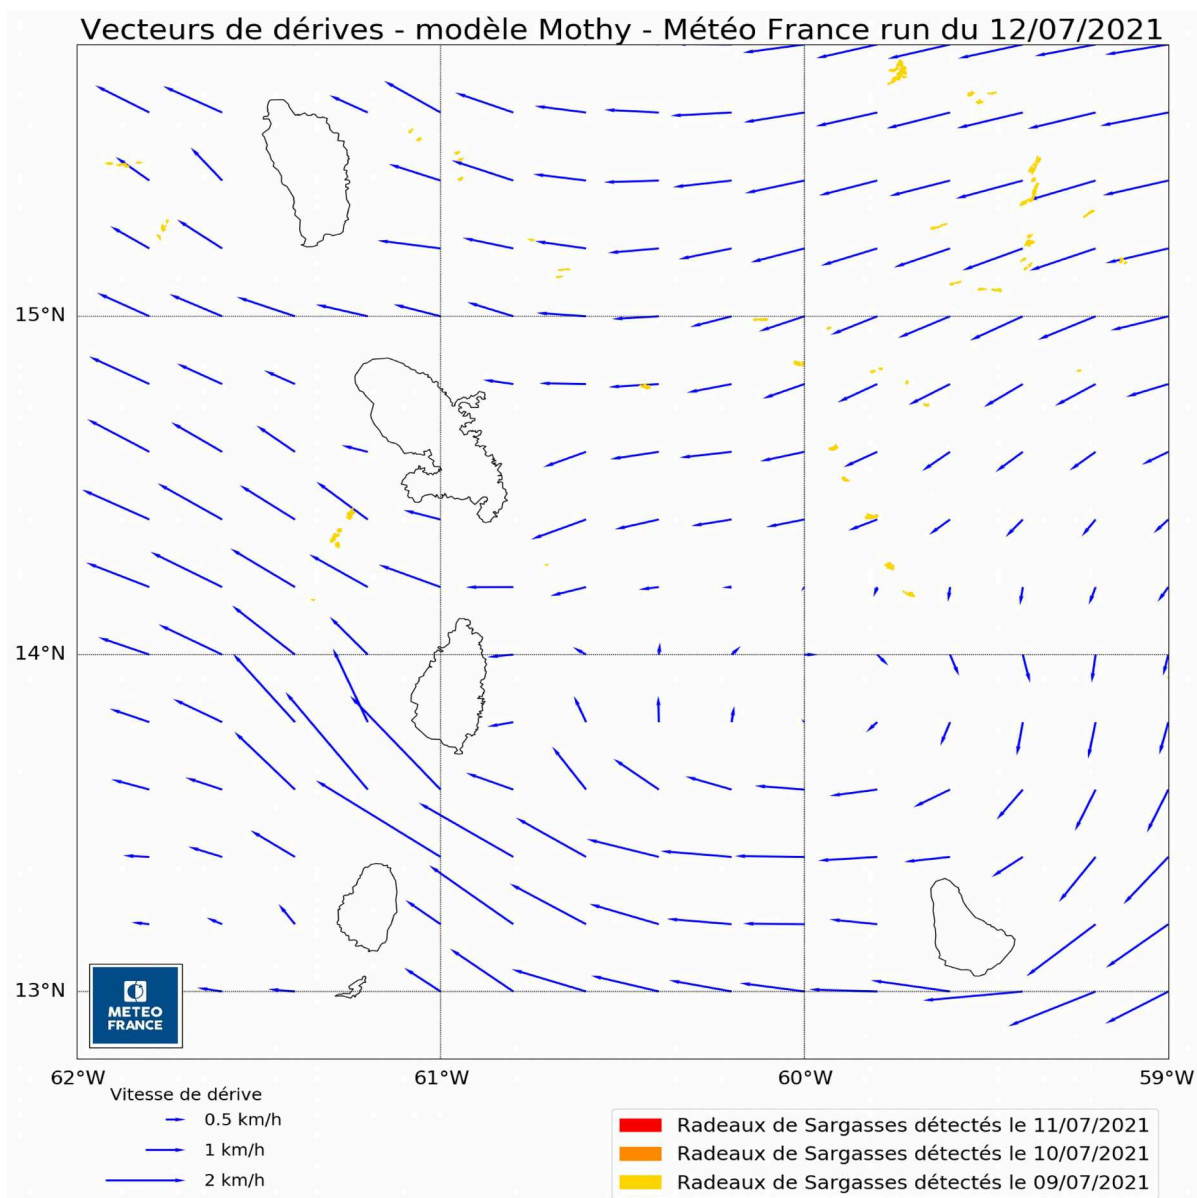 Vecteurs de dérives - modèle Mothy - Météo France run du 12/07/2021
15°N
14°N
13°N
METEO
FRANCE
62°W
61°W
60°W
59°W
Vitesse de dérive
0.5 km/h
1 km/h
2 km/h
Radeaux de Sargasses détectés le 11/07/2021
Radeaux de Sargasses détectés le 10/07/2021
Radeaux de Sargasses détectés le 09/07/2021